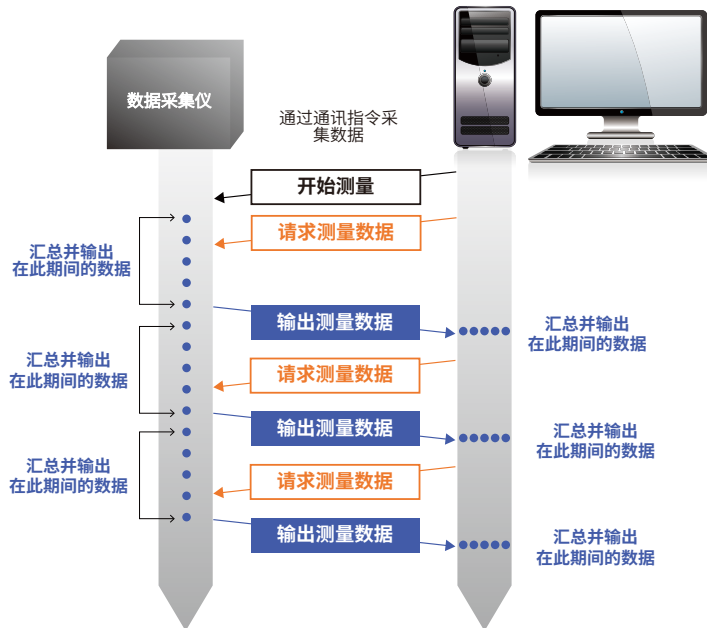 数据采集仪
通过通讯指令采
集数据
开始测量
请求测量数据
汇总并输出
在此期间的数据
输出测量数据
汇总并输出
在此期间的数据
汇总并输出
在此期间的数据
请求测量数据
输出测量数据
汇总并输出
在此期间的数据
汇总并输出
在此期间的数据
请求测量数据
输出测量数据
汇总并输出
在此期间的数据